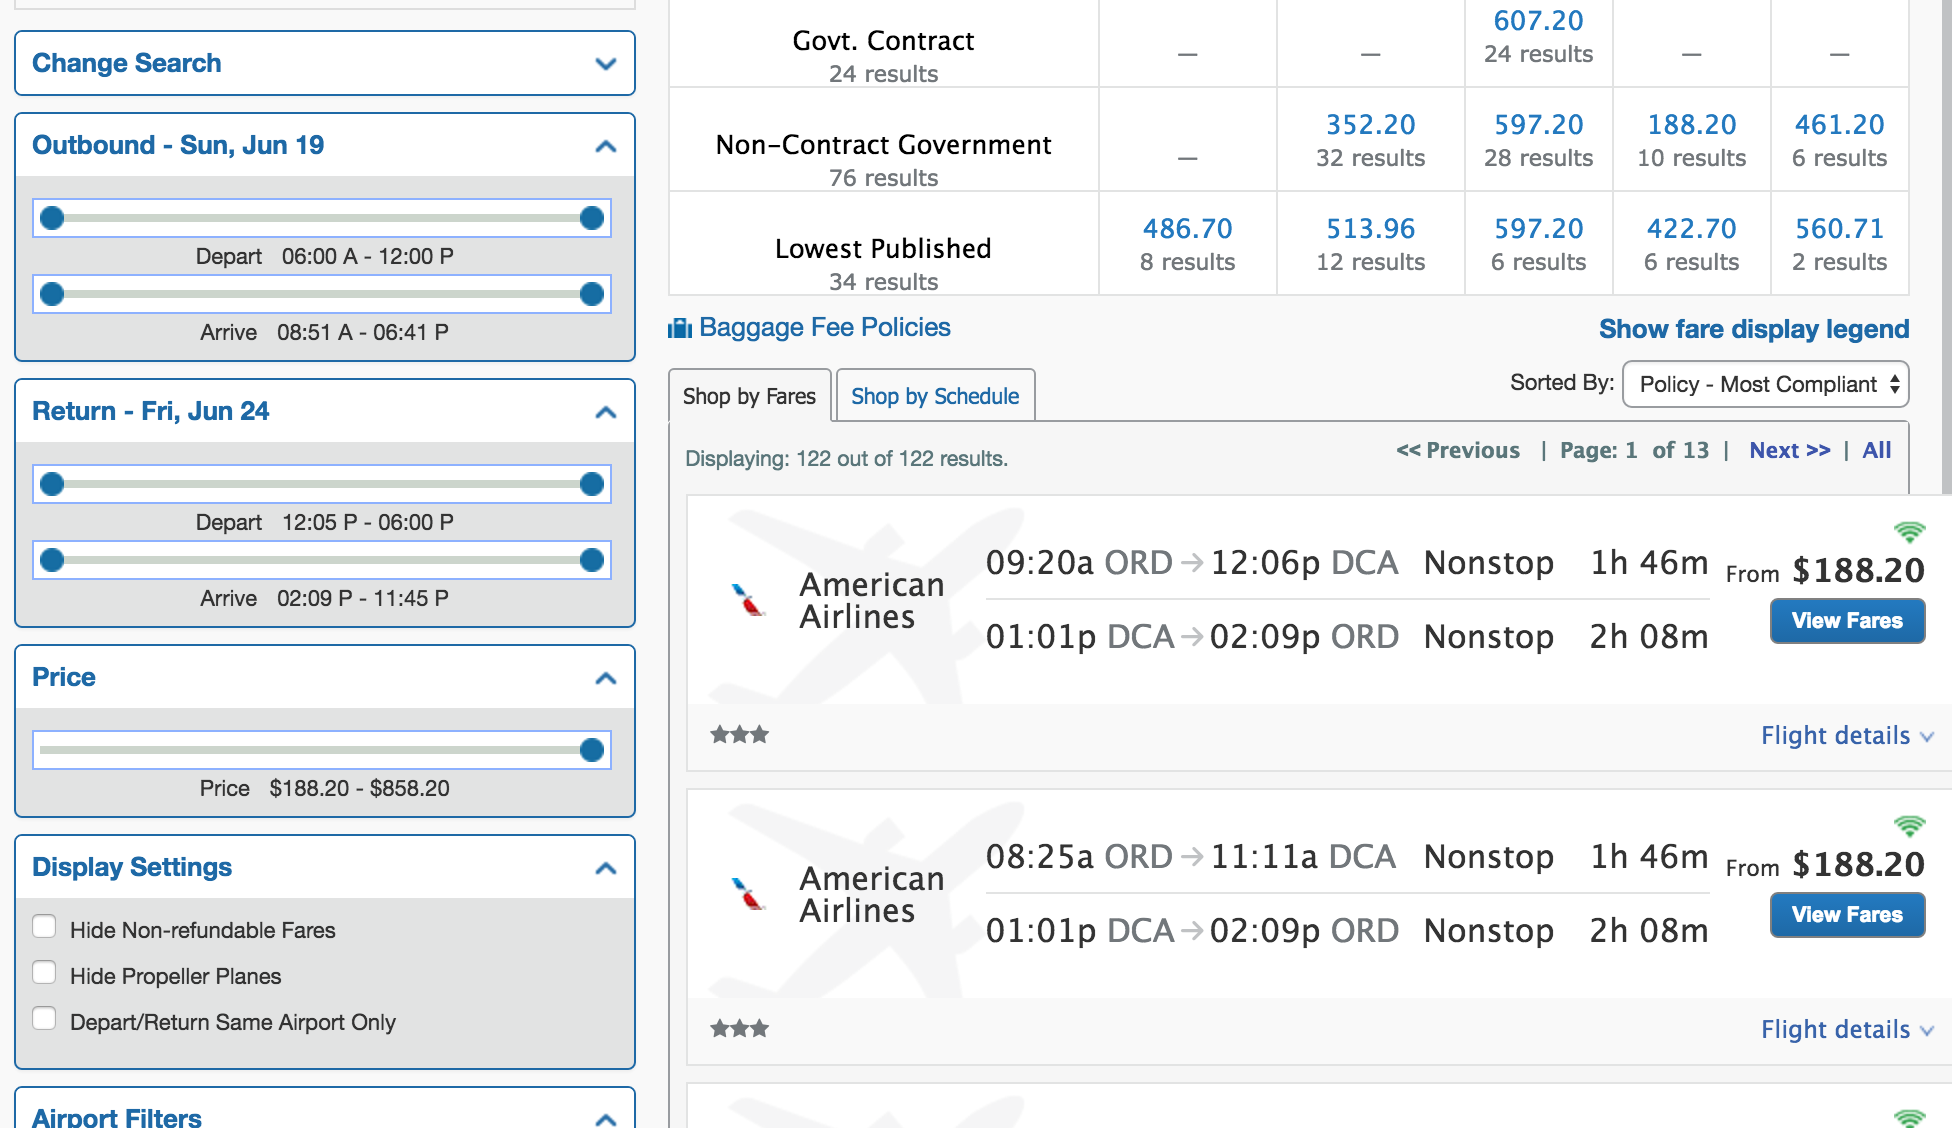 Change Search
Outbound - Sun, Jun 19
Depart 06:00 A - 12:00 P
Arrive 08:51 A - 06:41 P
Return - Fri, Jun 24
Depart 12:05 P - 06:00 P
Arrive 02:09 P - 11:45 P
Price
Price $188.20 - $858.20
Display Settings
Hide Non-refundable Fares
Hide Propeller Planes
Depart/Return Same Airport Only
Airport Filters
Govt. Contract
24 results
—
—
607.20
24 results
—
—
Non-Contract Government
76 results
—
352.20
32 results
597.20
28 results
188.20
10 results
461.20
6 results
Lowest Published
34 results
486.70
8 results
513.96
12 results
597.20
6 results
422.70
6 results
560.71
2 results
Baggage Fee Policies
Show fare display legend
Sorted By: Policy - Most Compliant
Shop by Fares
Shop by Schedule
Displaying: 122 out of 122 results.
<< Previous | Page: 1 of 13 | Next >> | All
American
Airlines
09:20a ORD → 12:06p DCA Nonstop 1h 46m
01:01p DCA → 02:09p ORD Nonstop 2h 08m
From $188.20
View Fares
★★★
Flight details
American
Airlines
08:25a ORD → 11:11a DCA Nonstop 1h 46m
01:01p DCA → 02:09p ORD Nonstop 2h 08m
From $188.20
View Fares
★★★
Flight details